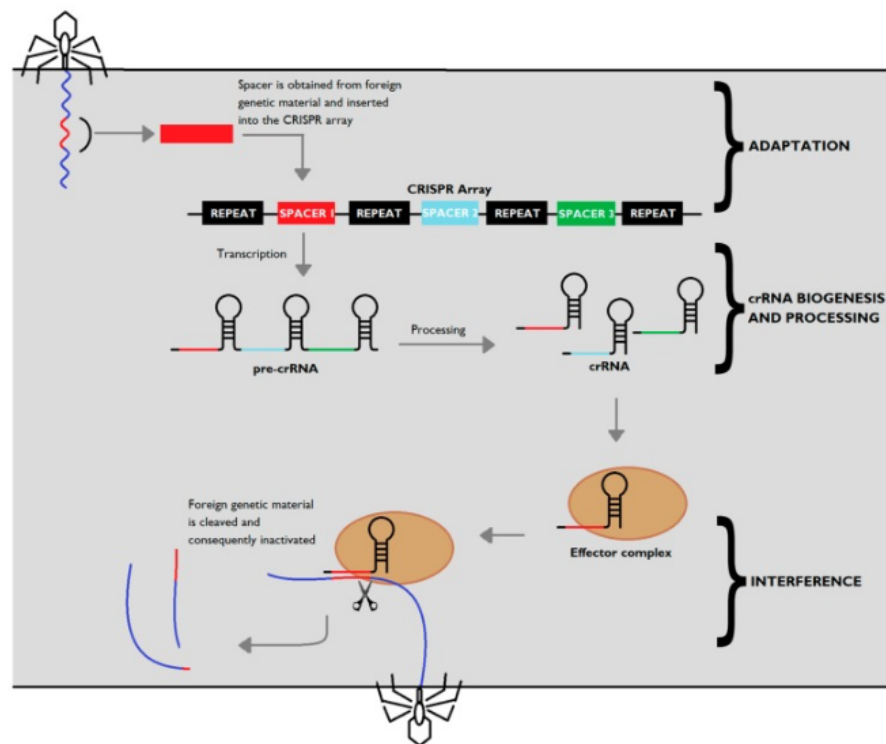 Spacer is obtained from foreign
genetic material and inserted
into the CRISPR array
ADAPTATION
CRISPR Array
REPEAT SPACER 1 REPEAT SPACER 2 REPEAT SPACER 3 REPEAT
Transcription
Processing
pre-crRNA
crRNA
crRNA BIOGENESIS
AND PROCESSING
Foreign genetic material
is cleaved and
consequently inactivated
Effector complex
INTERFERENCE